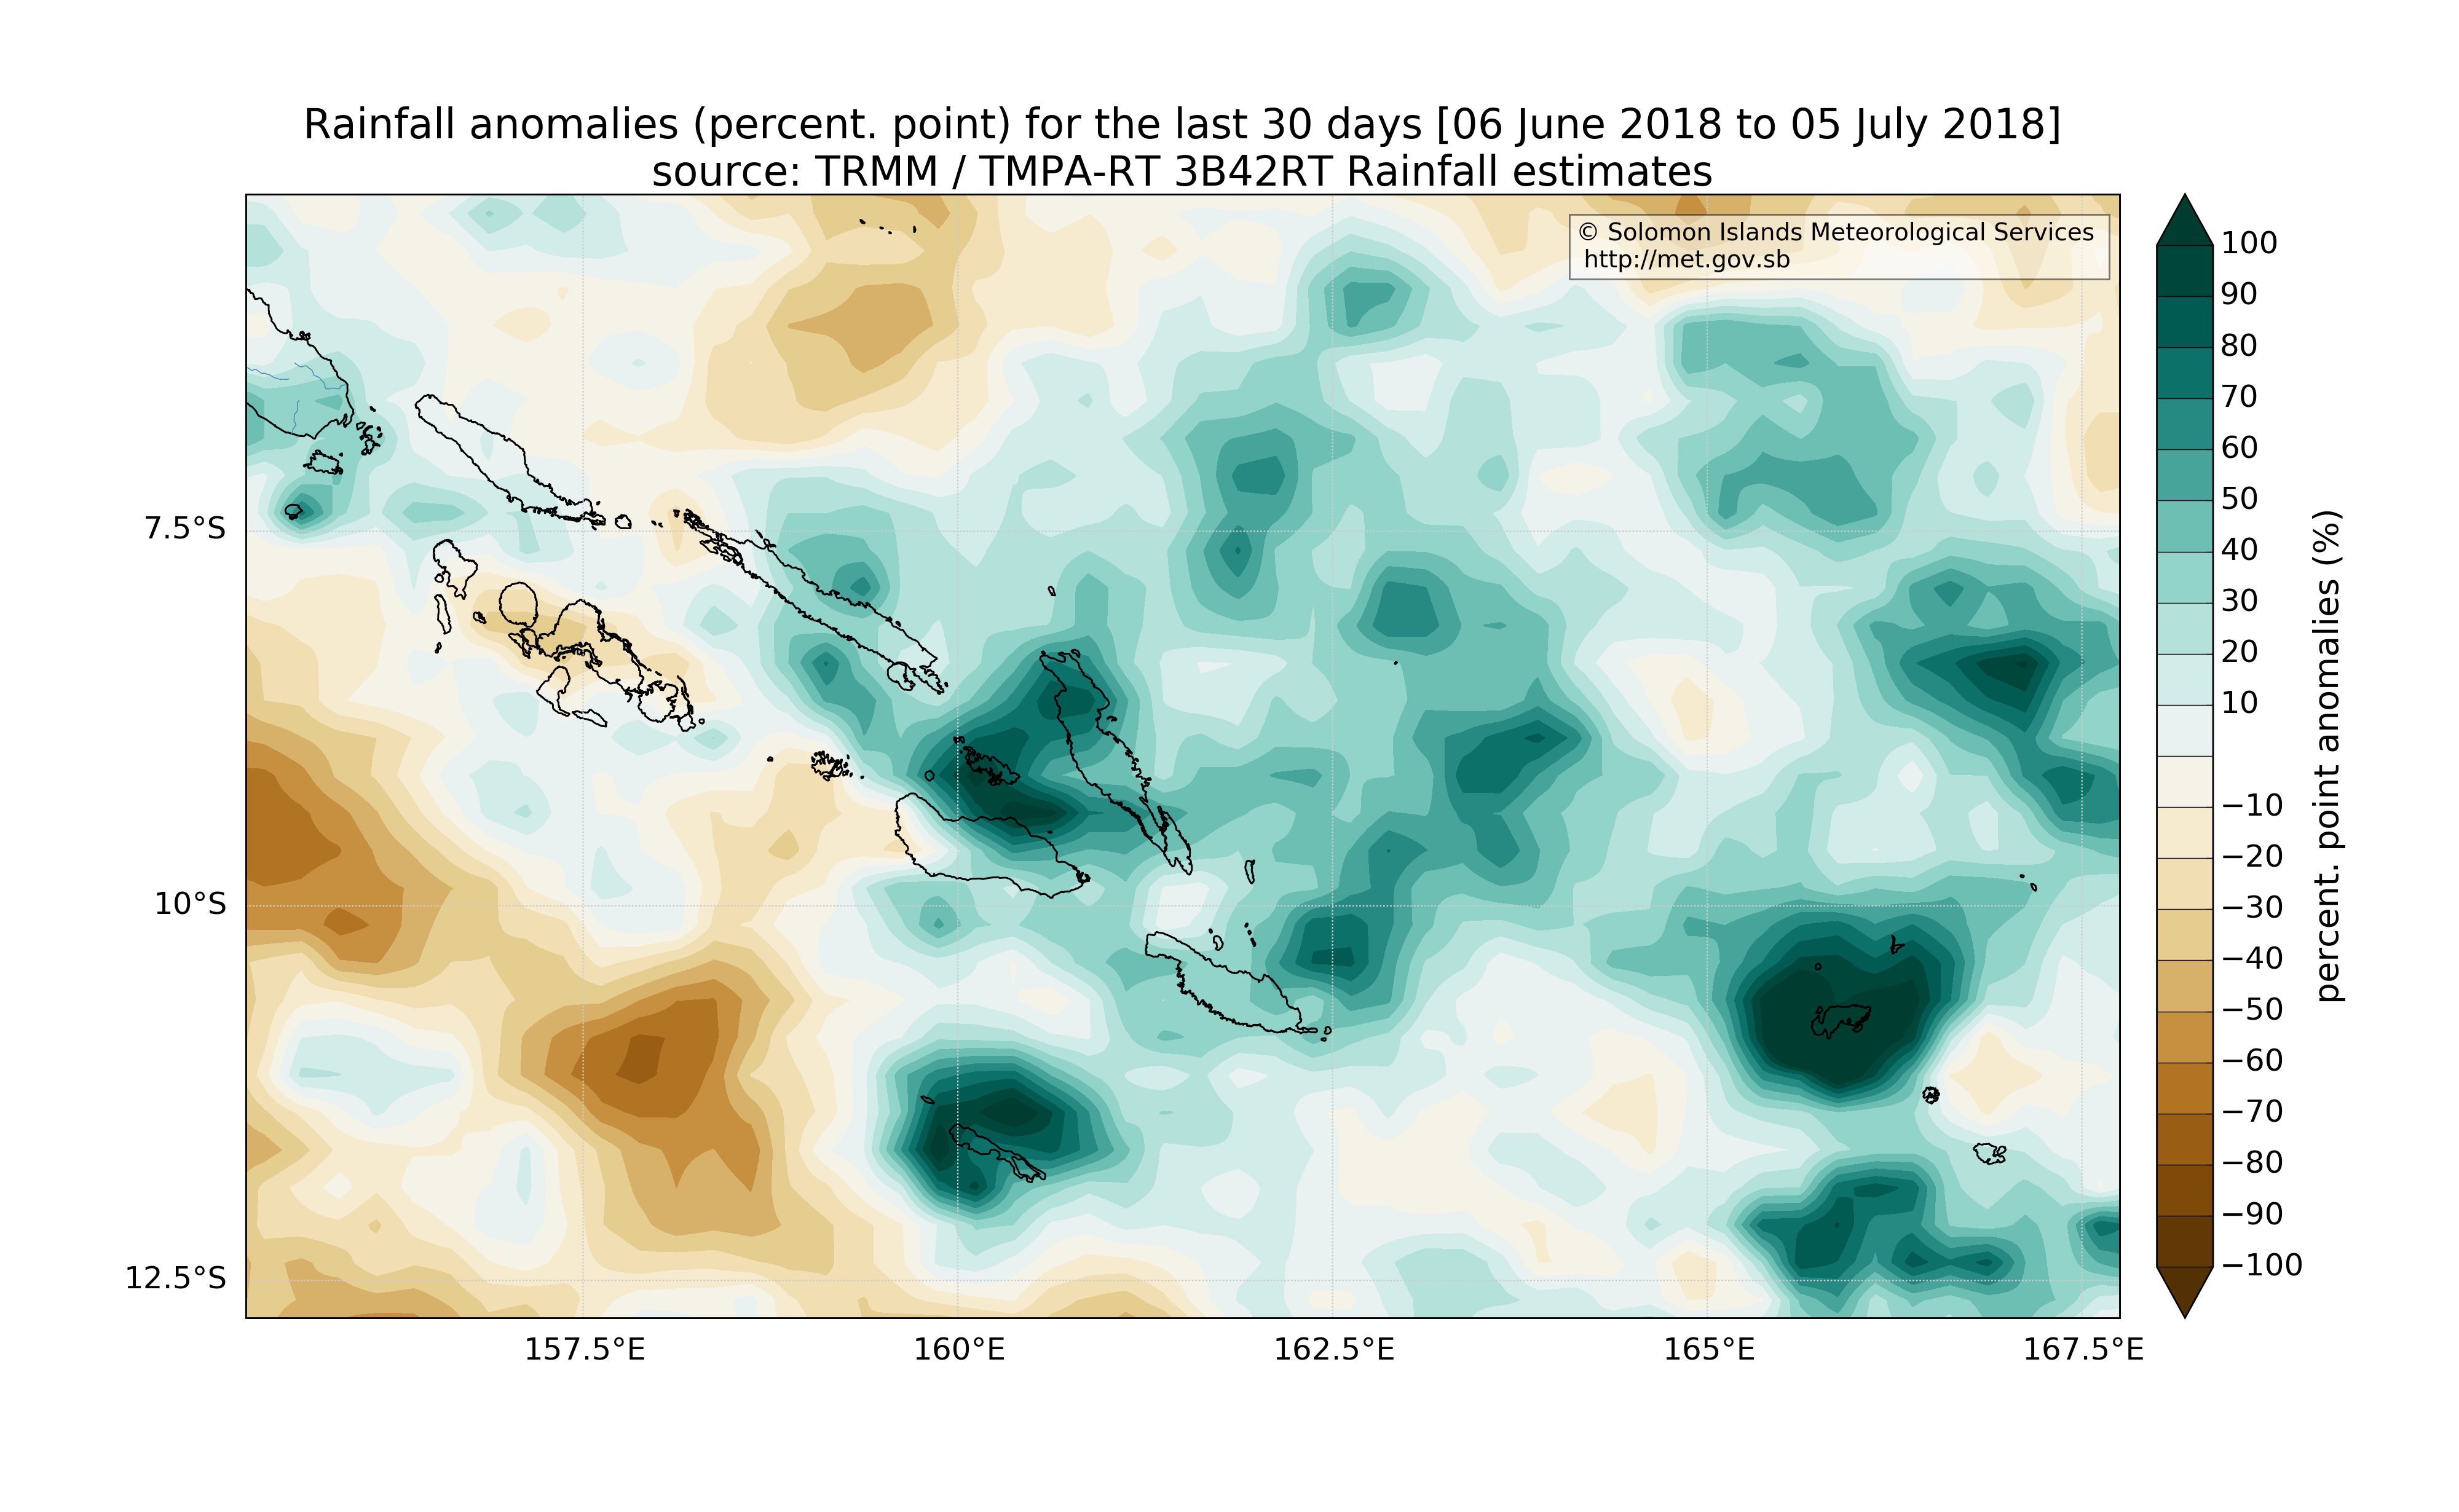 Rainfall anomalies (percent. point) for the last 30 days [06 June 2018 to 05 July 2018]
source: TRMM / TMPA-RT 3B42RT Rainfall estimates
© Solomon Islands Meteorological Services
http://met.gov.sb
7.5°S
10°S
12.5°S
157.5°E
160°E
162.5°E
165°E
167.5°E
100
90
80
70
60
50
40
30
20
10
−10
−20
−30
−40
−50
−60
−70
−80
−90
−100
percent. point anomalies (%)